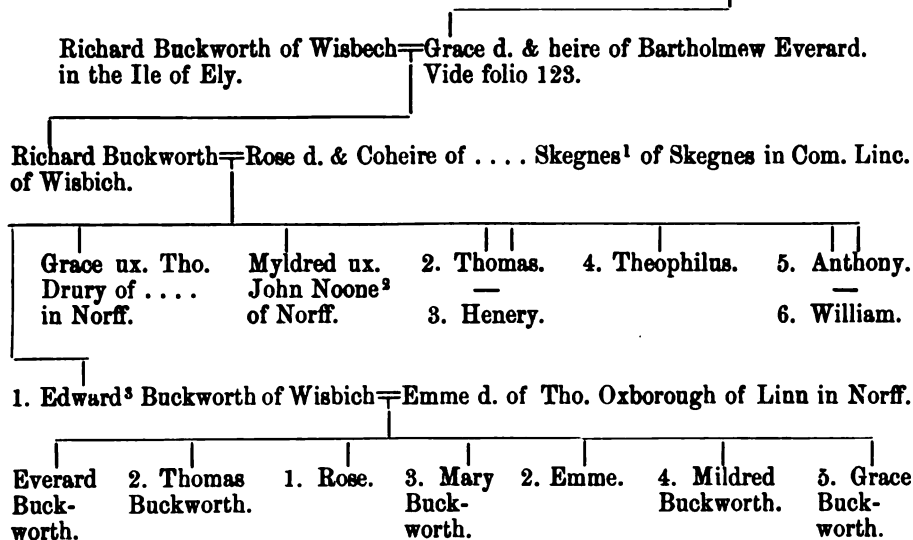 Richard Buckworth of Wisbech=Grace d. & heire of Bartholmew Everard.
in the Ile of Ely. Vide folio 123.
Richard Buckworth=Rose d. & Coheire of .... Skegnes¹ of Skegnes in Com. Linc.
of Wisbich.
Grace ux. Tho. Myldred ux. 2. Thomas. 4. Theophilus. 5. Anthony.
Drury of .... John Noone² — —
in Norff. of Norff. 3. Henery. 6. William.
1. Edward³ Buckworth of Wisbich=Emme d. of Tho. Oxborough of Linn in Norff.
Everard 2. Thomas 1. Rose. 3. Mary 2. Emme. 4. Mildred 5. Grace
Buck- Buckworth. Buck- Buckworth. Buck-
worth. worth. worth.